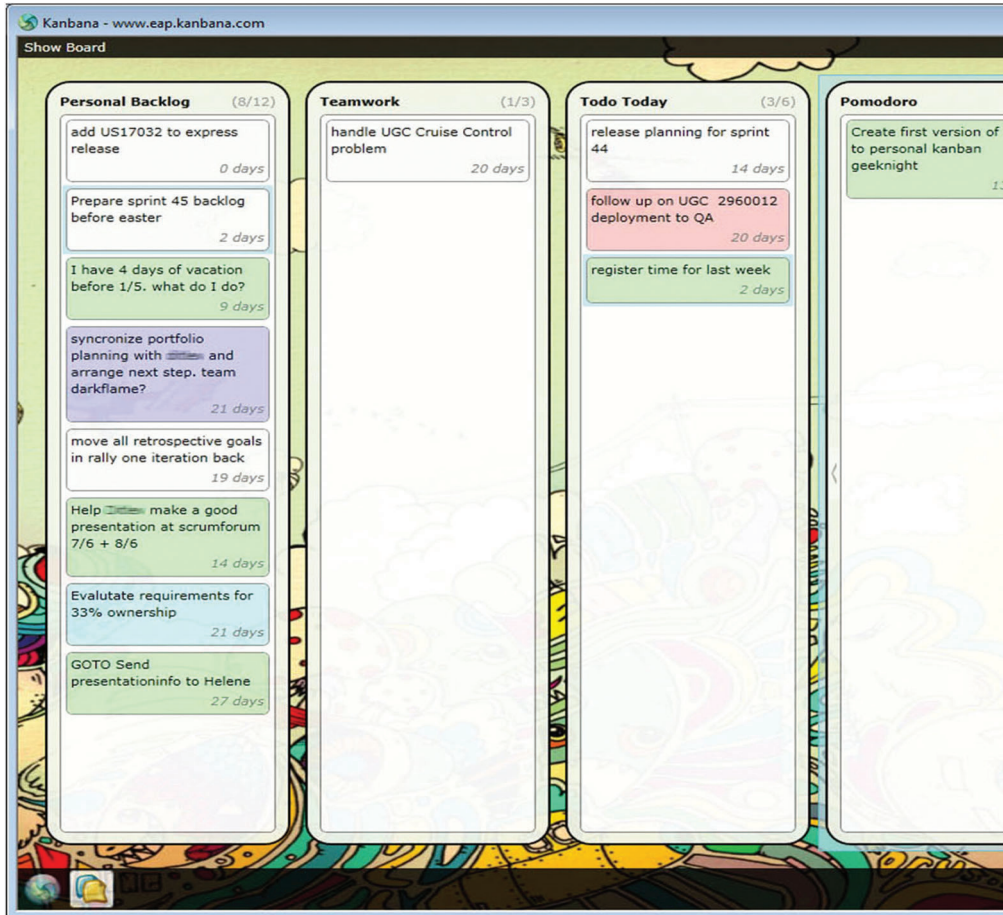 Kanbana - www.eap.kanbana.com
Show Board
Personal Backlog (8/12)
add US17032 to express
release
0 days
Prepare sprint 45 backlog
before easter
2 days
I have 4 days of vacation
before 1/5. what do I do?
9 days
syncronize portfolio
planning with and
arrange next step. team
darkflame?
21 days
move all retrospective goals
in rally one iteration back
19 days
Help make a good
presentation at scrumforum
7/6 + 8/6
14 days
Evalutate requirements for
33% ownership
21 days
GOTO Send
presentationinfo to Helene
27 days
Teamwork (1/3)
handle UGC Cruise Control
problem
20 days
Todo Today (3/6)
release planning for sprint
44
14 days
follow up on UGC 2960012
deployment to QA
20 days
register time for last week
2 days
Pomodoro
Create first version of
to personal kanban
geeknight